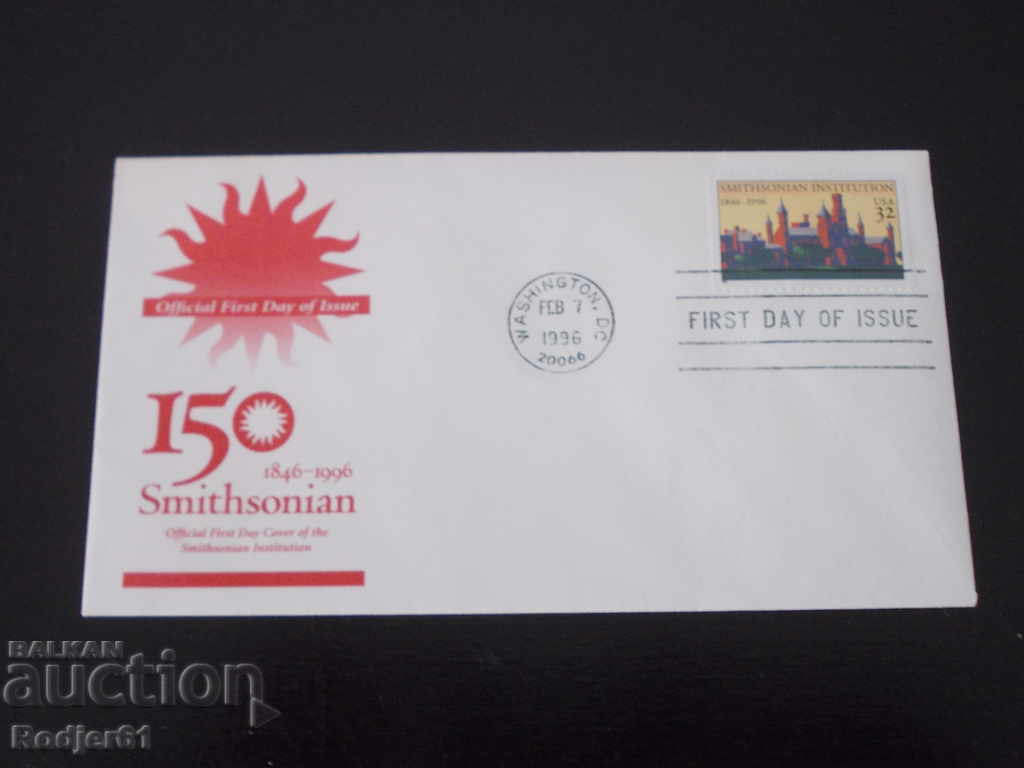 SMITHSONIAN INSTITUTION
1846-1996
USA
32
Official First Day of Issue
WASHINGTON, DC
FEB 7
1996
20066
FIRST DAY OF ISSUE
150
1846-1996
Smithsonian
Official First Day Cover of the
Smithsonian Institution
BALKAN
auction
Rodjer61